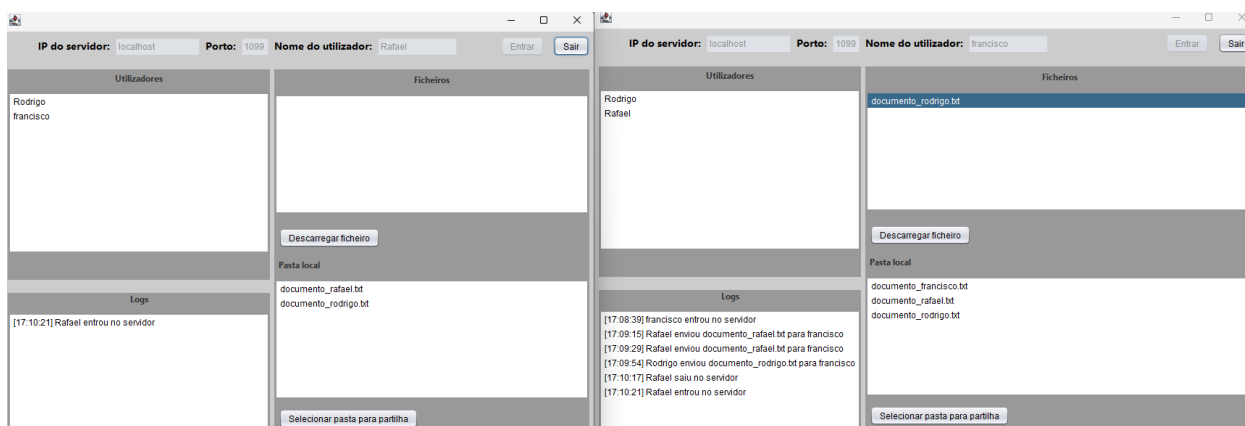 IP do servidor: localhost Porto: 1099 Nome do utilizador: Rafael Entrar Sair
Utilizadores
Rodrigo
francisco
Ficheiros
Descarregar ficheiro
Pasta local
documento_rafael.txt
documento_rodrigo.txt
Selecionar pasta para partilha
Logs
[17:10:21] Rafael entrou no servidor
IP do servidor: localhost Porto: 1099 Nome do utilizador: francisco Entrar Sair
Utilizadores
Rodrigo
Rafael
Ficheiros
documento_rodrigo.txt
Descarregar ficheiro
Pasta local
documento_francisco.txt
documento_rafael.txt
documento_rodrigo.txt
Selecionar pasta para partilha
Logs
[17:08:39] francisco entrou no servidor
[17:09:15] Rafael enviou documento_rafael.txt para francisco
[17:09:29] Rafael enviou documento_rafael.txt para francisco
[17:09:54] Rodrigo enviou documento_rodrigo.txt para francisco
[17:10:17] Rafael saiu no servidor
[17:10:21] Rafael entrou no servidor